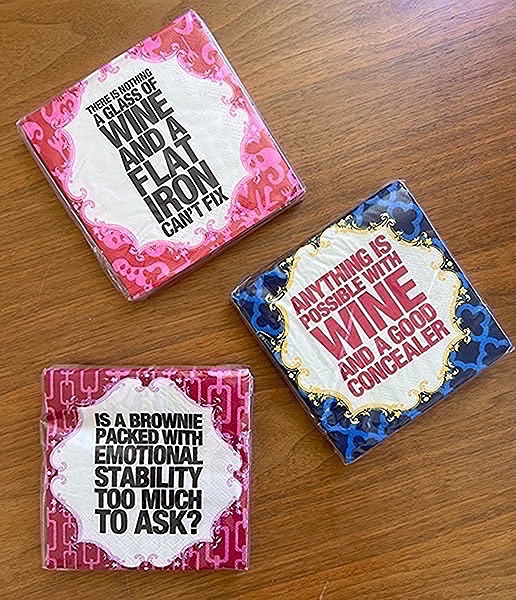 THERE IS NOTHING
A GLASS OF
WINE
AND A
FLAT
IRON
CAN'T FIX
ANYTHING IS
POSSIBLE WITH
WINE
AND A GOOD
CONCEALER
IS A BROWNIE
PACKED WITH
EMOTIONAL
STABILITY
TOO MUCH
TO ASK?